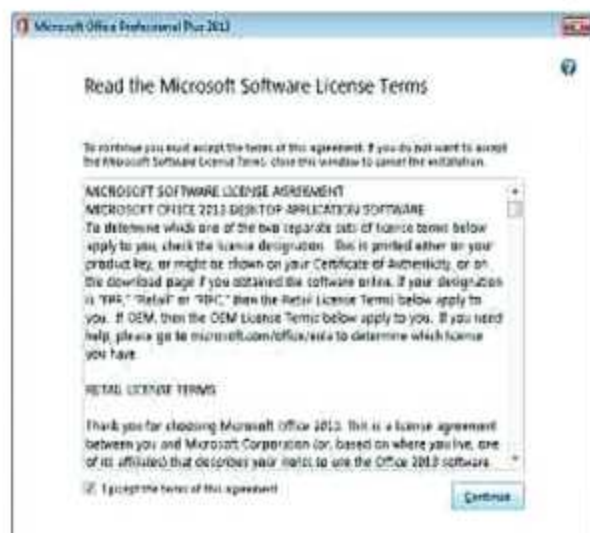 Microsoft Office Professional Plus 2013
Read the Microsoft Software License Terms
To continue you must accept the terms of this agreement. If you do not want to accept
the Microsoft Software License Terms, close this window to cancel the installation.
MICROSOFT SOFTWARE LICENSE AGREEMENT
MICROSOFT OFFICE 2013 DESKTOP APPLICATION SOFTWARE
To determine which one of the two separate sets of license terms below
apply to you, check the license designation. This is printed either on your
product key, or might be shown on your Certificate of Authenticity, or on
the download page if you obtained the software online. If your designation
is "FPP," "Retail" or "PIPC," then the Retail License Terms below apply to
you. If OEM, then the OEM License Terms below apply to you. If you need
help, please go to microsoft.com/office/eula to determine which license
you have.
RETAIL LICENSE TERMS
Thank you for choosing Microsoft Office 2013. This is a license agreement
between you and Microsoft Corporation (or, based on where you live, one
of its affiliates) that describes your rights to use the Office 2013 software.
I accept the terms of this agreement
Continue